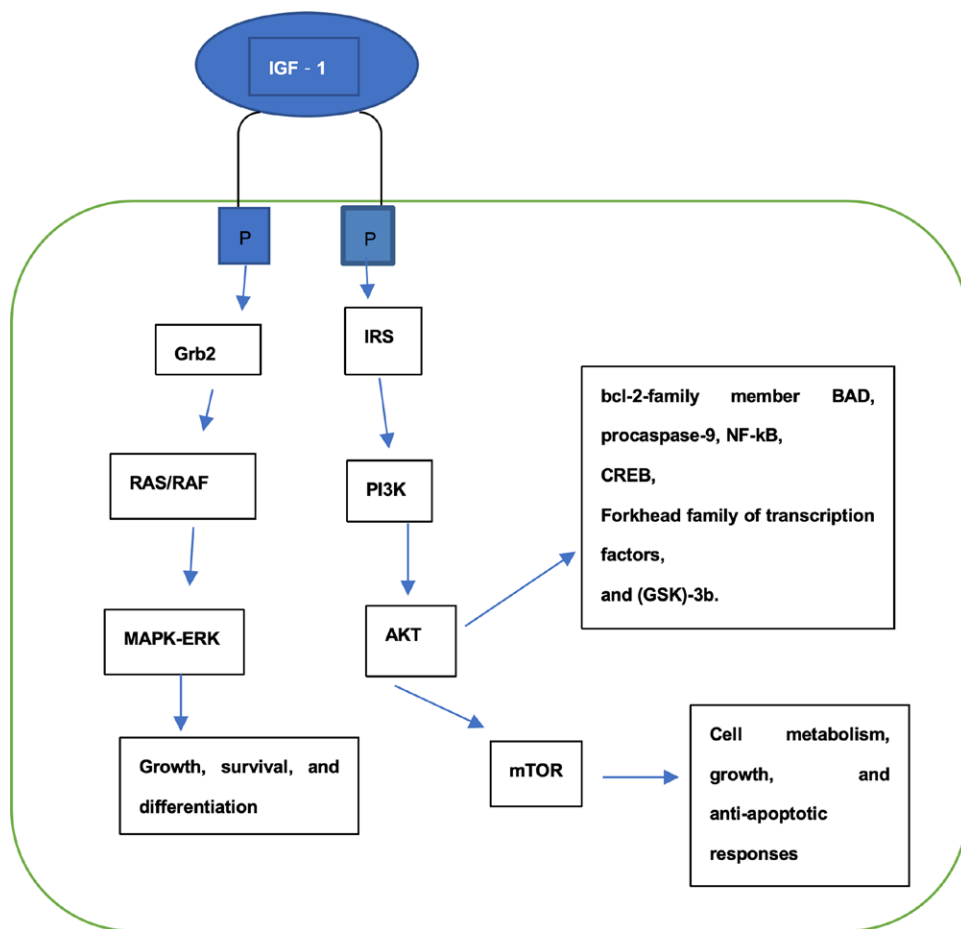 IGF - 1
P
P
Grb2
IRS
RAS/RAF
PI3K
MAPK-ERK
AKT
bcl-2-family member BAD,
procaspase-9, NF-kB,
CREB,
Forkhead family of transcription
factors,
and (GSK)-3b.
Growth, survival, and
differentiation
mTOR
Cell metabolism,
growth, and
anti-apoptotic
responses